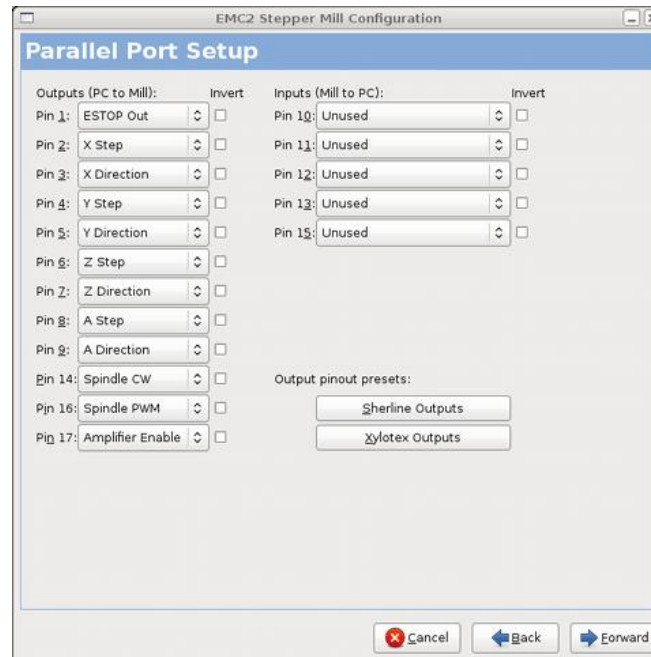 EMC2 Stepper Mill Configuration
Parallel Port Setup
Outputs (PC to Mill): Invert Inputs (Mill to PC): Invert
Pin 1: ESTOP Out Pin 10: Unused
Pin 2: X Step Pin 11: Unused
Pin 3: X Direction Pin 12: Unused
Pin 4: Y Step Pin 13: Unused
Pin 5: Y Direction Pin 15: Unused
Pin 6: Z Step
Pin 7: Z Direction
Pin 8: A Step
Pin 9: A Direction
Pin 14: Spindle CW Output pinout presets:
Pin 16: Spindle PWM Sherline Outputs
Pin 17: Amplifier Enable Xylotex Outputs
Cancel Back Forward